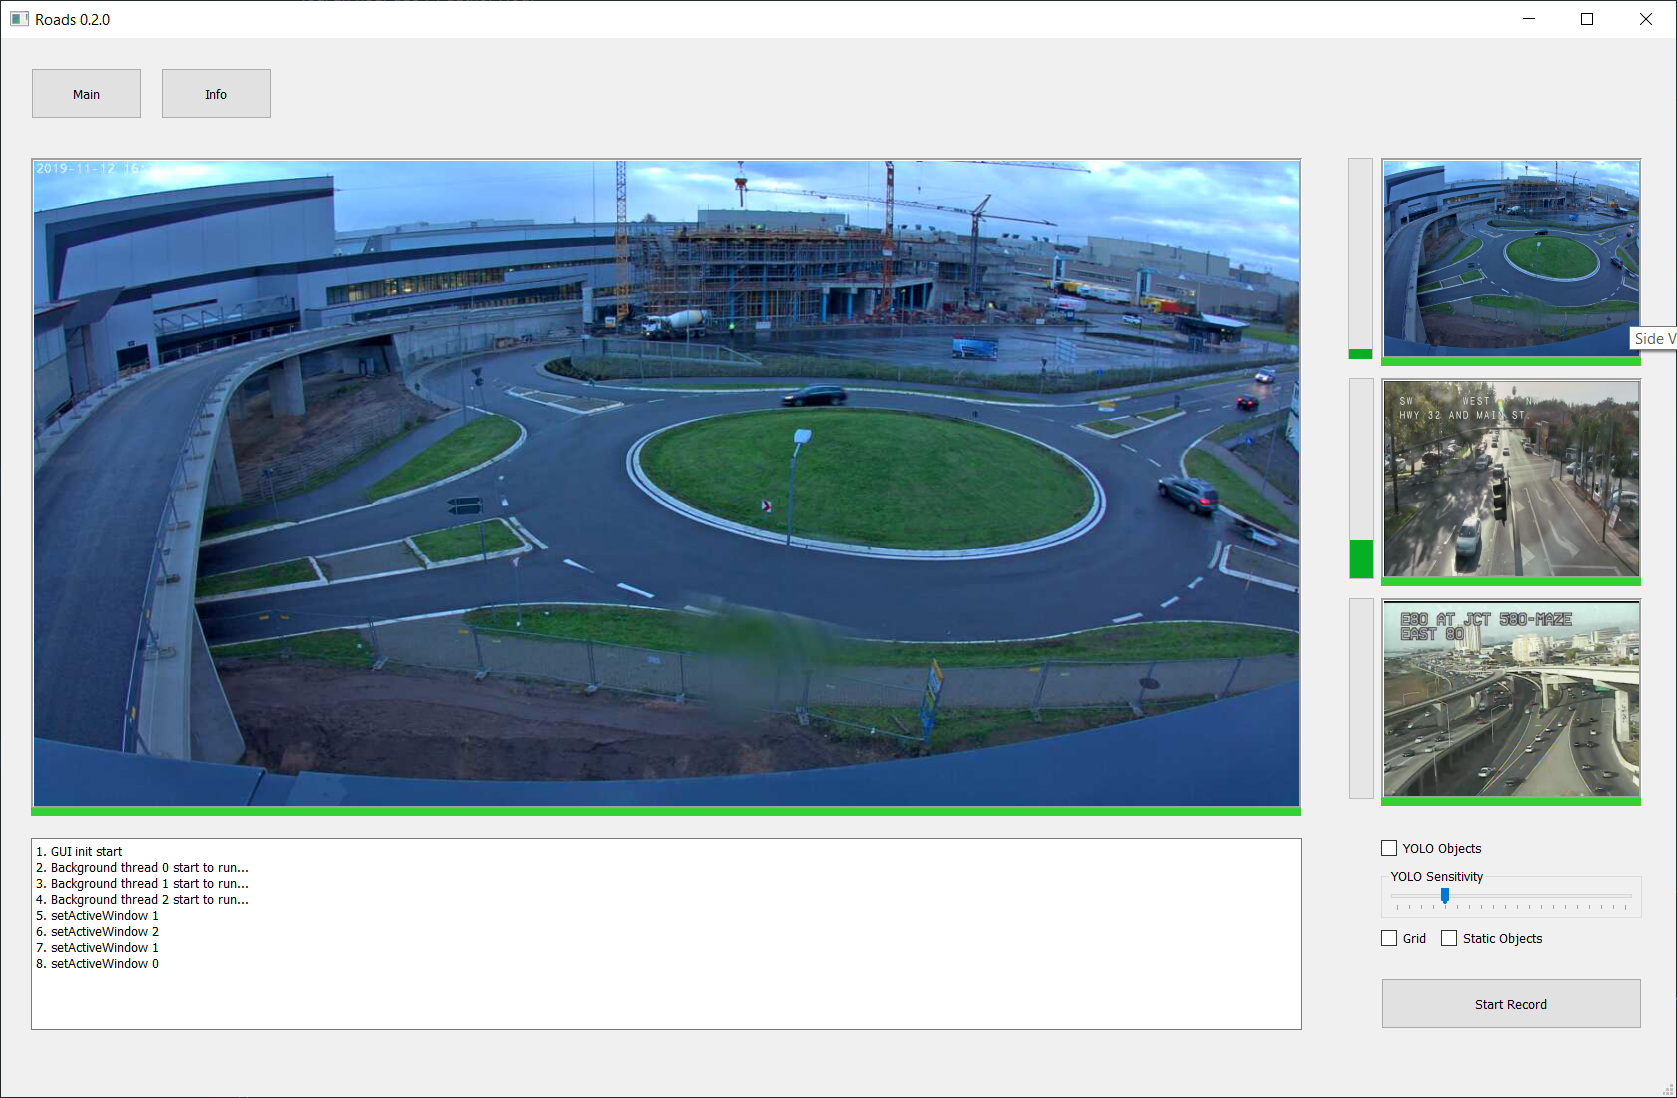 Roads 0.2.0
Main
Info
2019-11-12 16:
Side V
SW WEST NW
HWY 32 AND MAIN ST.
E80 AT JCT 580-MAZE
EAST 80
1. GUI init start
2. Background thread 0 start to run...
3. Background thread 1 start to run...
4. Background thread 2 start to run...
5. setActiveWindow 1
6. setActiveWindow 2
7. setActiveWindow 1
8. setActiveWindow 0
YOLO Objects
YOLO Sensitivity
Grid
Static Objects
Start Record